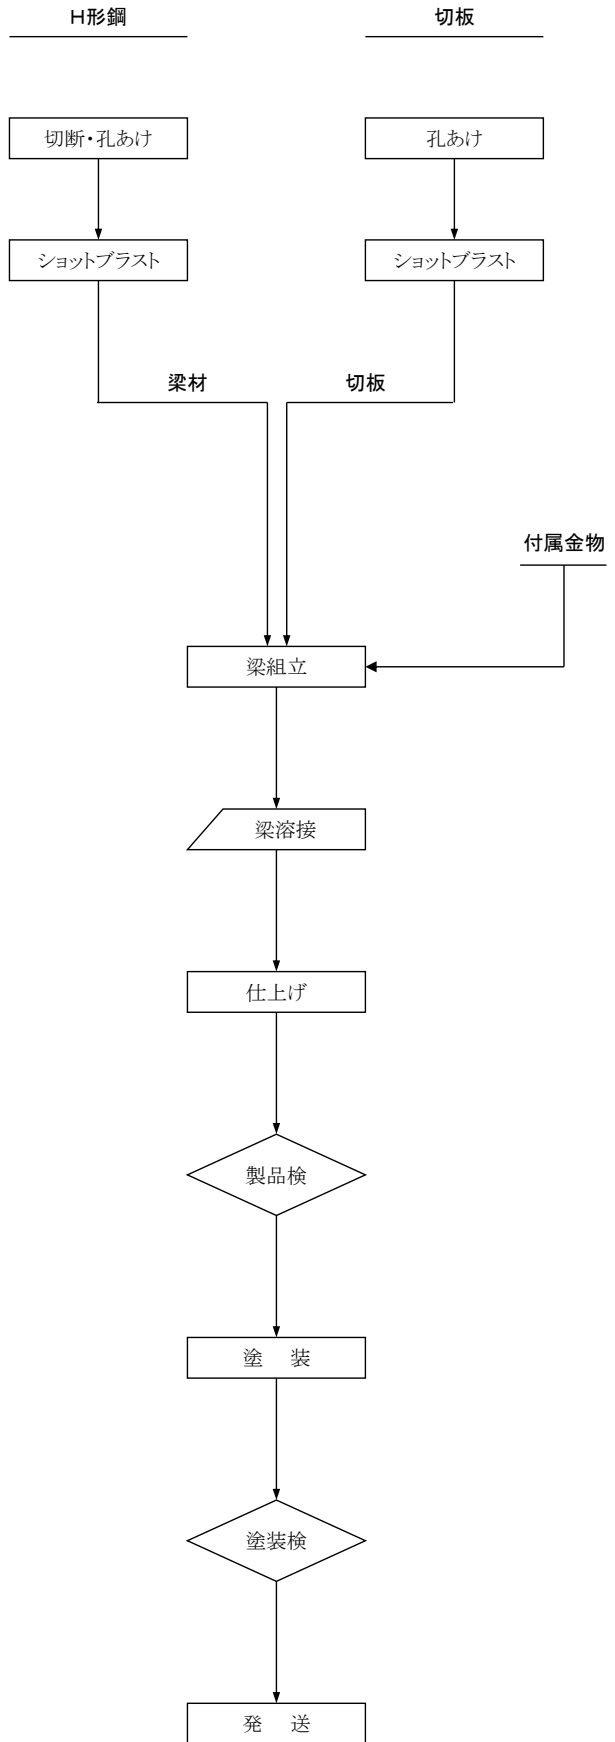 H形鋼
切板
切断・孔あけ
孔あけ
ショットブラスト
ショットブラスト
梁材
切板
付属金物
梁組立
梁溶接
仕上げ
製品検
塗 装
塗装検
発 送